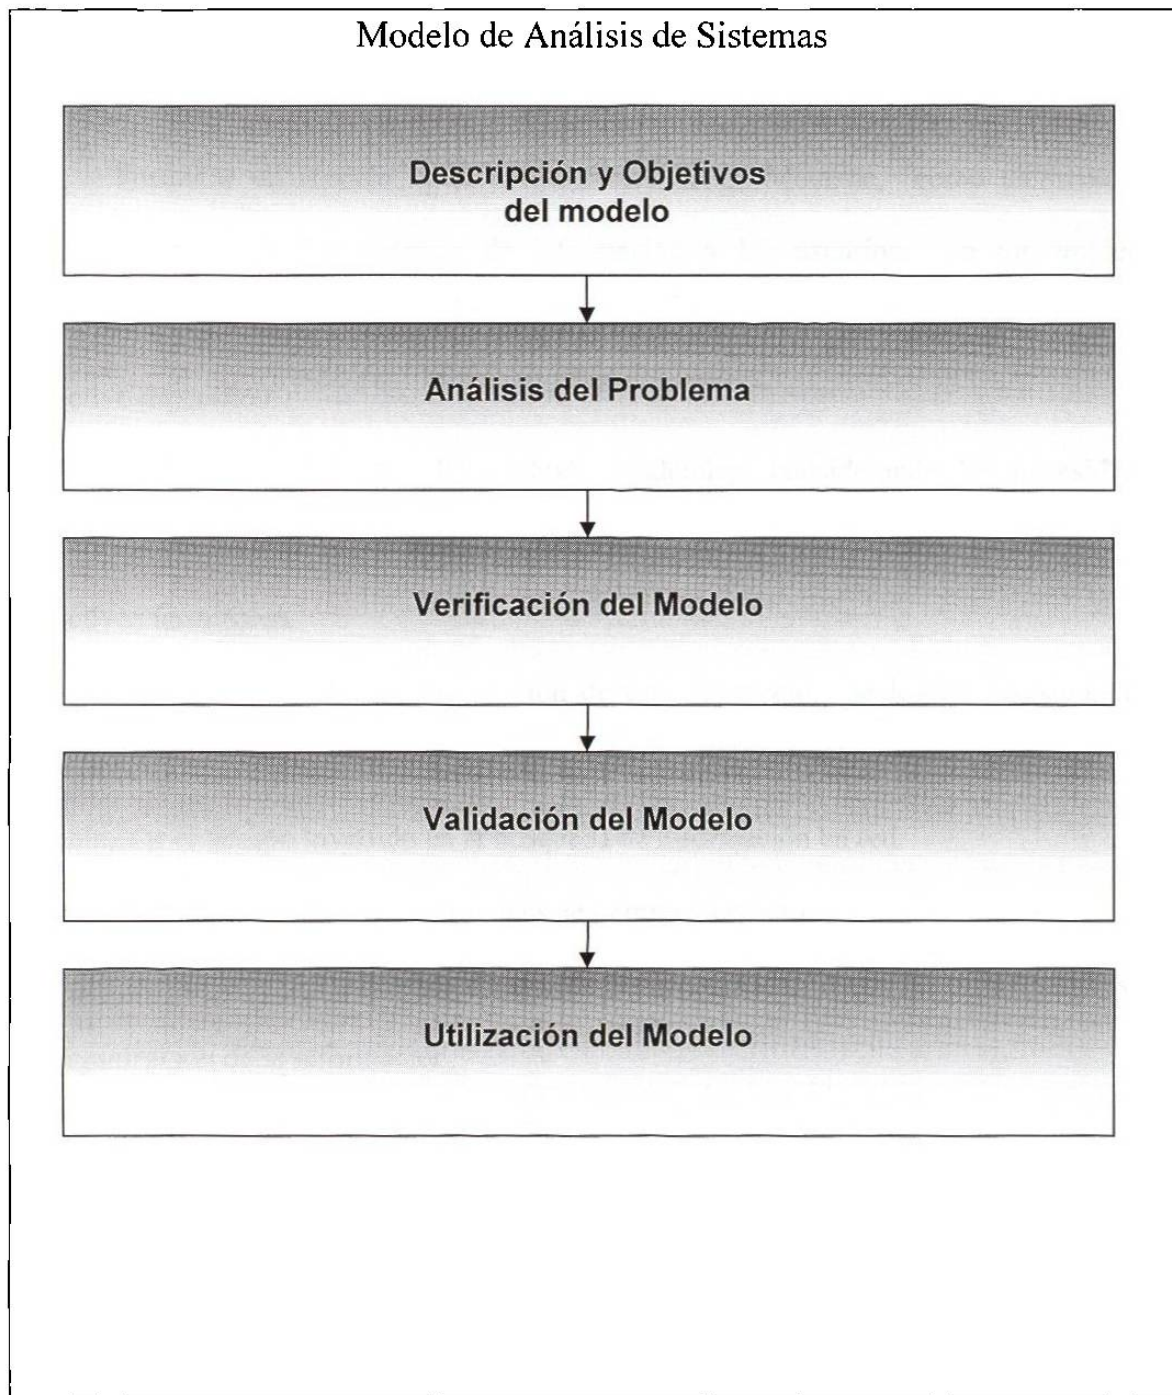 Modelo de Análisis de Sistemas
Descripción y Objetivos
del modelo
Análisis del Problema
Verificación del Modelo
Validación del Modelo
Utilización del Modelo